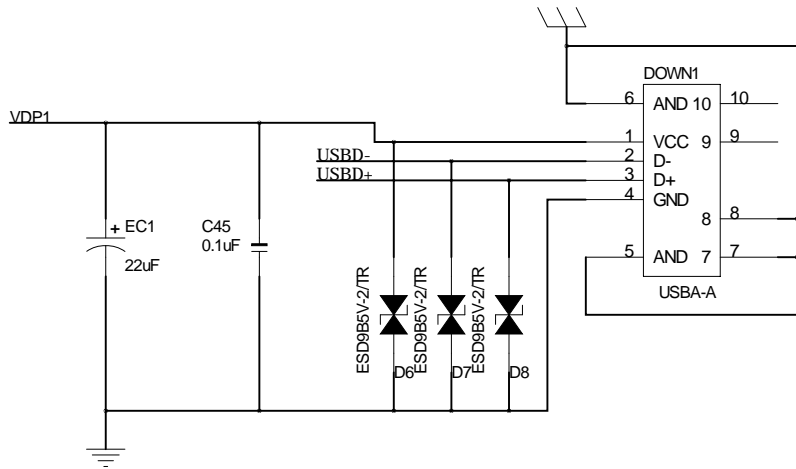 DOWN1
VDP1
6 AND 10 10
1 VCC 9 9
USBD- 2 D-
USBD+ 3 D+
4 GND
8 8
5 AND 7 7
USBA-A
+ EC1
22uF
C45
0.1uF
ESD9B5V-2/TR
ESD9B5V-2/TR
ESD9B5V-2/TR
D6
D7
D8